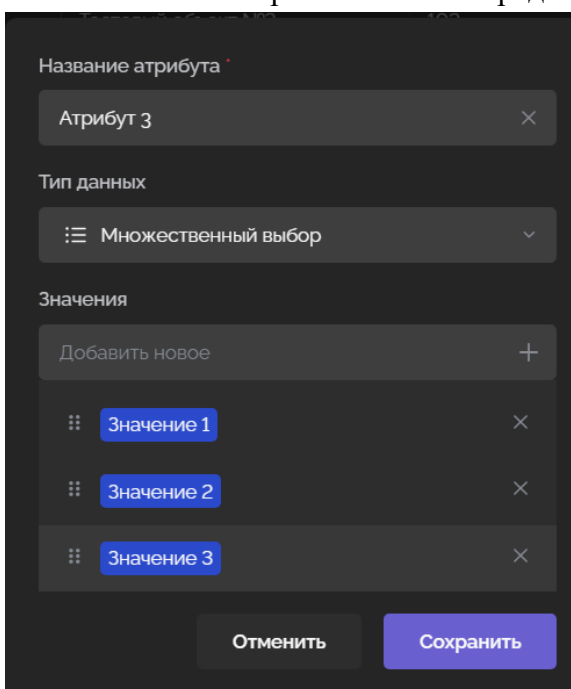 Название атрибута *
Атрибут 3
Тип данных
Множественный выбор
Значения
Добавить новое
Значение 1
Значение 2
Значение 3
Отменить Сохранить